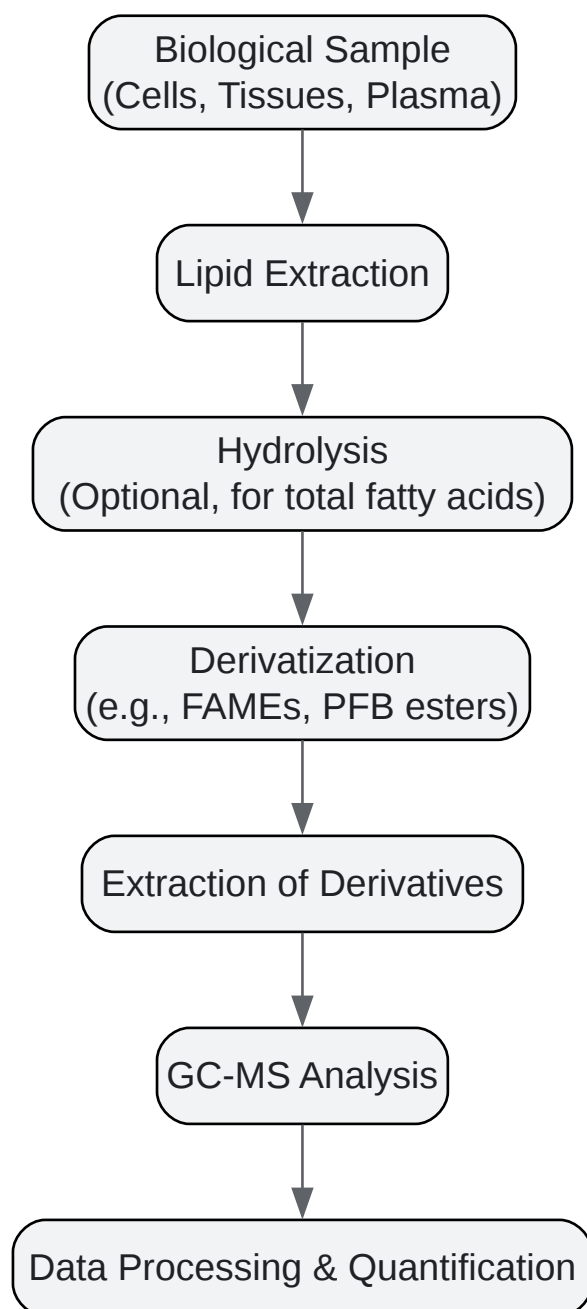 Biological Sample
(Cells, Tissues, Plasma)
Lipid Extraction
Hydrolysis
(Optional, for total fatty acids)
Derivatization
(e.g., FAMEs, PFB esters)
Extraction of Derivatives
GC-MS Analysis
Data Processing & Quantification